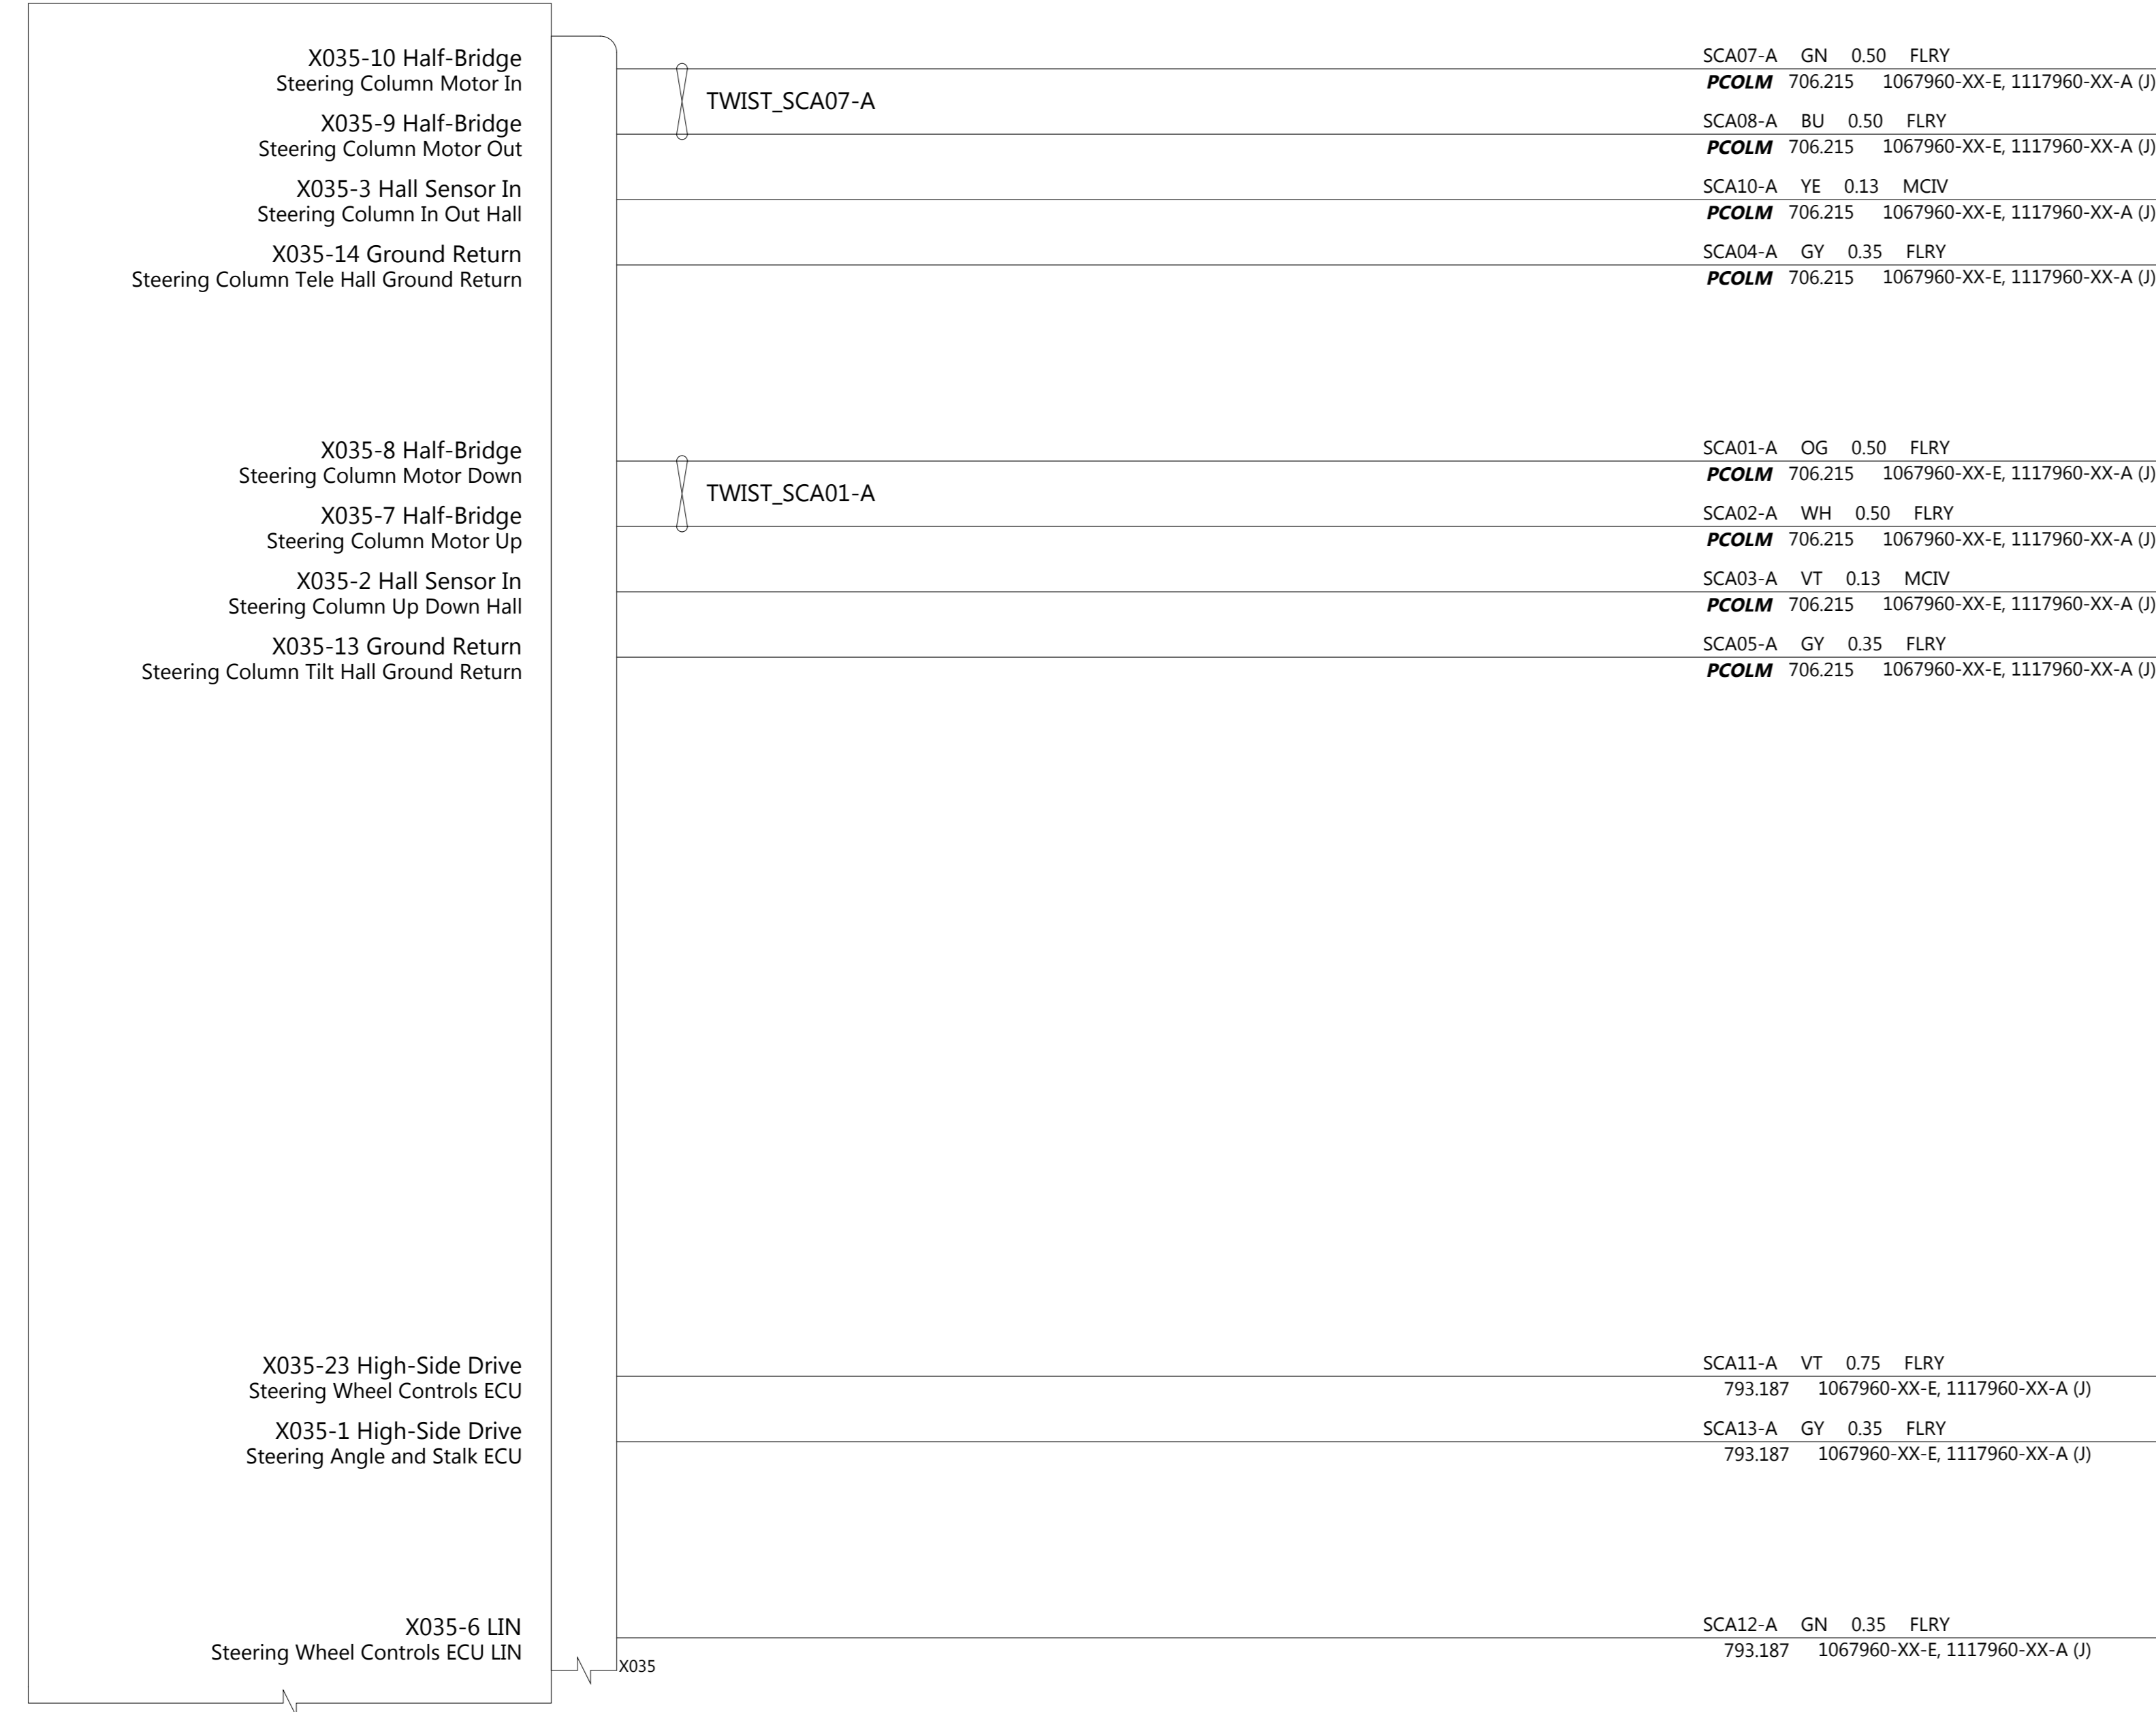 X035-10 Half-Bridge
Steering Column Motor In
SCA07-A GN 0.50 FLRY
PCOLM 706.215 1067960-XX-E, 1117960-XX-A (J)
TWIST_SCA07-A
X035-9 Half-Bridge
Steering Column Motor Out
SCA08-A BU 0.50 FLRY
PCOLM 706.215 1067960-XX-E, 1117960-XX-A (J)
X035-3 Hall Sensor In
Steering Column In Out Hall
SCA10-A YE 0.13 MCIV
PCOLM 706.215 1067960-XX-E, 1117960-XX-A (J)
X035-14 Ground Return
Steering Column Tele Hall Ground Return
SCA04-A GY 0.35 FLRY
PCOLM 706.215 1067960-XX-E, 1117960-XX-A (J)
X035-8 Half-Bridge
Steering Column Motor Down
SCA01-A OG 0.50 FLRY
PCOLM 706.215 1067960-XX-E, 1117960-XX-A (J)
TWIST_SCA01-A
X035-7 Half-Bridge
Steering Column Motor Up
SCA02-A WH 0.50 FLRY
PCOLM 706.215 1067960-XX-E, 1117960-XX-A (J)
X035-2 Hall Sensor In
Steering Column Up Down Hall
SCA03-A VT 0.13 MCIV
PCOLM 706.215 1067960-XX-E, 1117960-XX-A (J)
X035-13 Ground Return
Steering Column Tilt Hall Ground Return
SCA05-A GY 0.35 FLRY
PCOLM 706.215 1067960-XX-E, 1117960-XX-A (J)
X035-23 High-Side Drive
Steering Wheel Controls ECU
SCA11-A VT 0.75 FLRY
793.187 1067960-XX-E, 1117960-XX-A (J)
X035-1 High-Side Drive
Steering Angle and Stalk ECU
SCA13-A GY 0.35 FLRY
793.187 1067960-XX-E, 1117960-XX-A (J)
X035-6 LIN
Steering Wheel Controls ECU LIN
SCA12-A GN 0.35 FLRY
793.187 1067960-XX-E, 1117960-XX-A (J)
X035